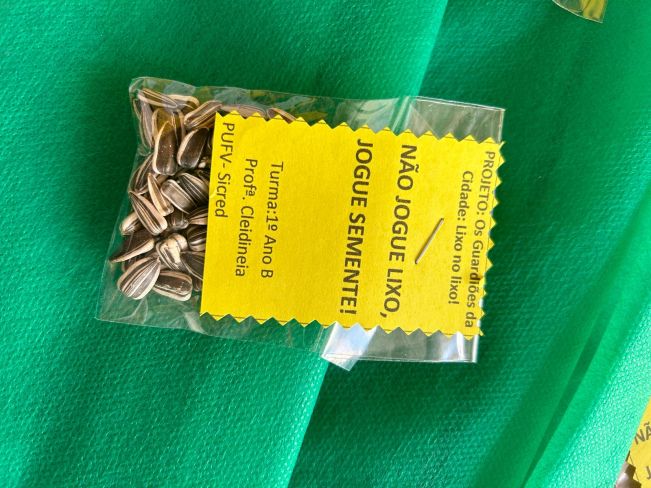 PROJETO: Os Guardiões da
Cidade: Lixo no lixo!
NÃO JOGUE LIXO,
JOGUE SEMENTE!
Turma:1º Ano B
Profª. Cleidineia
PUFV- Sicred
NÃ
J